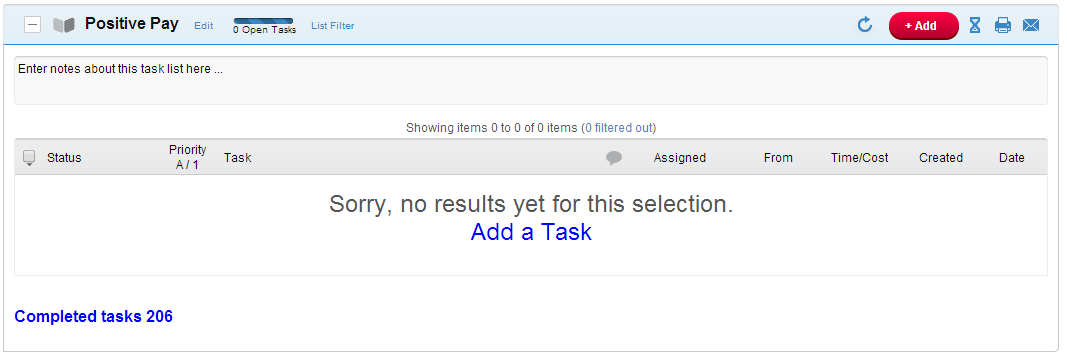 Positive Pay Edit 0 Open Tasks List Filter + Add
Enter notes about this task list here ...
Showing items 0 to 0 of 0 items (0 filtered out)
Status Priority A / 1 Task Assigned From Time/Cost Created Date
Sorry, no results yet for this selection.
Add a Task
Completed tasks 206